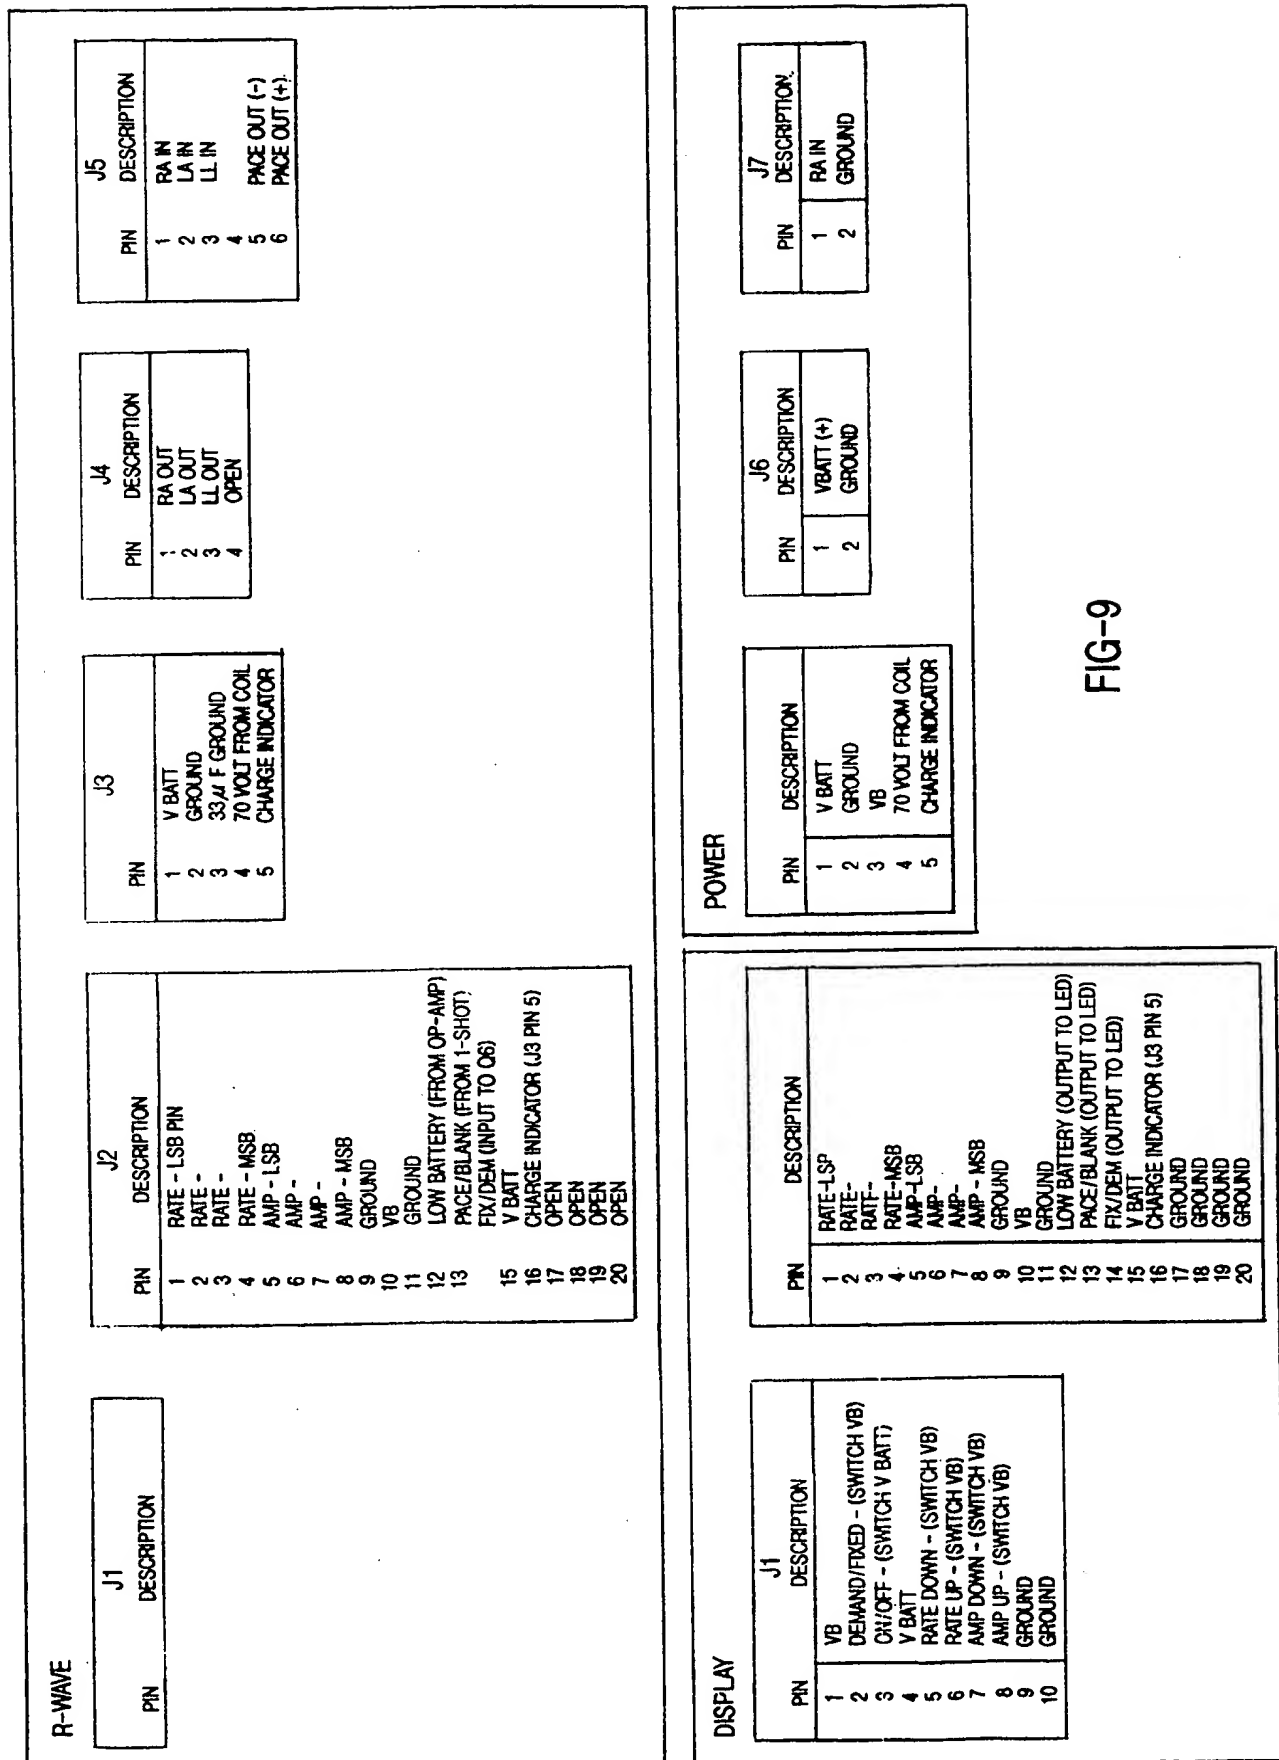 R-WAVE
J1
PIN DESCRIPTION
J2
PIN DESCRIPTION
1 RATE - LSB PIN
2 RATE -
3 RATE -
4 RATE - MSB
5 AMP - LSB
6 AMP -
7 AMP -
8 AMP - MSB
9 GROUND
10 VB
11 GROUND
12 LOW BATTERY (FROM OP-AMP)
13 PACE/BLANK (FROM 1-SHOT)
FIX/DEM (INPUT TO Q6)
15 V BATT
16 CHARGE INDICATOR (J3 PIN 5)
17 OPEN
18 OPEN
19 OPEN
20 OPEN
J3
PIN
1 V BATT
2 GROUND
3 33µ F GROUND
4 70 VOLT FROM COIL
5 CHARGE INDICATOR
J4
PIN DESCRIPTION
1 RA OUT
2 LA OUT
3 LL OUT
4 OPEN
J5
PIN DESCRIPTION
1 RA IN
2 LA IN
3 LL IN
4
5 PACE OUT (-)
6 PACE OUT (+)
DISPLAY
J1
PIN DESCRIPTION
1 VB
2 DEMAND/FIXED - (SWITCH VB)
3 ON/OFF - (SWITCH V BATT)
4 V BATT
5 RATE DOWN - (SWITCH VB)
6 RATE UP - (SWITCH VB)
7 AMP DOWN - (SWITCH VB)
8 AMP UP - (SWITCH VB)
9 GROUND
10 GROUND
PIN DESCRIPTION
1 RATE-LSP
2 RATE-
3 RATF-
4 RATE-MSB
5 AMP-LSB
6 AMP-
7 AMP-
8 AMP - MSB
9 GROUND
10 VB
11 GROUND
12 LOW BATTERY (OUTPUT TO LED)
13 PACE/BLANK (OUTPUT TO LED)
14 FIX/DEM (OUTPUT TO LED)
15 V BATT
16 CHARGE INDICATOR (J3 PIN 5)
17 GROUND
18 GROUND
19 GROUND
20 GROUND
POWER
PIN DESCRIPTION
1 V BATT
2 GROUND
3 VB
4 70 VOLT FROM COIL
5 CHARGE INDICATOR
J6
PIN DESCRIPTION
1 VBATT (+)
2 GROUND
J7
PIN DESCRIPTION
1 RA IN
2 GROUND
FIG-9